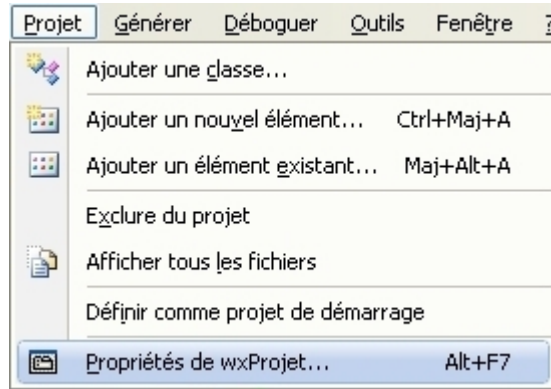 Projet Générer Déboguer Outils Fenêtre ?
Ajouter une classe...
Ajouter un nouvel élément... Ctrl+Maj+A
Ajouter un élément existant... Maj+Alt+A
Exclure du projet
Afficher tous les fichiers
Définir comme projet de démarrage
Propriétés de wxProjet... Alt+F7